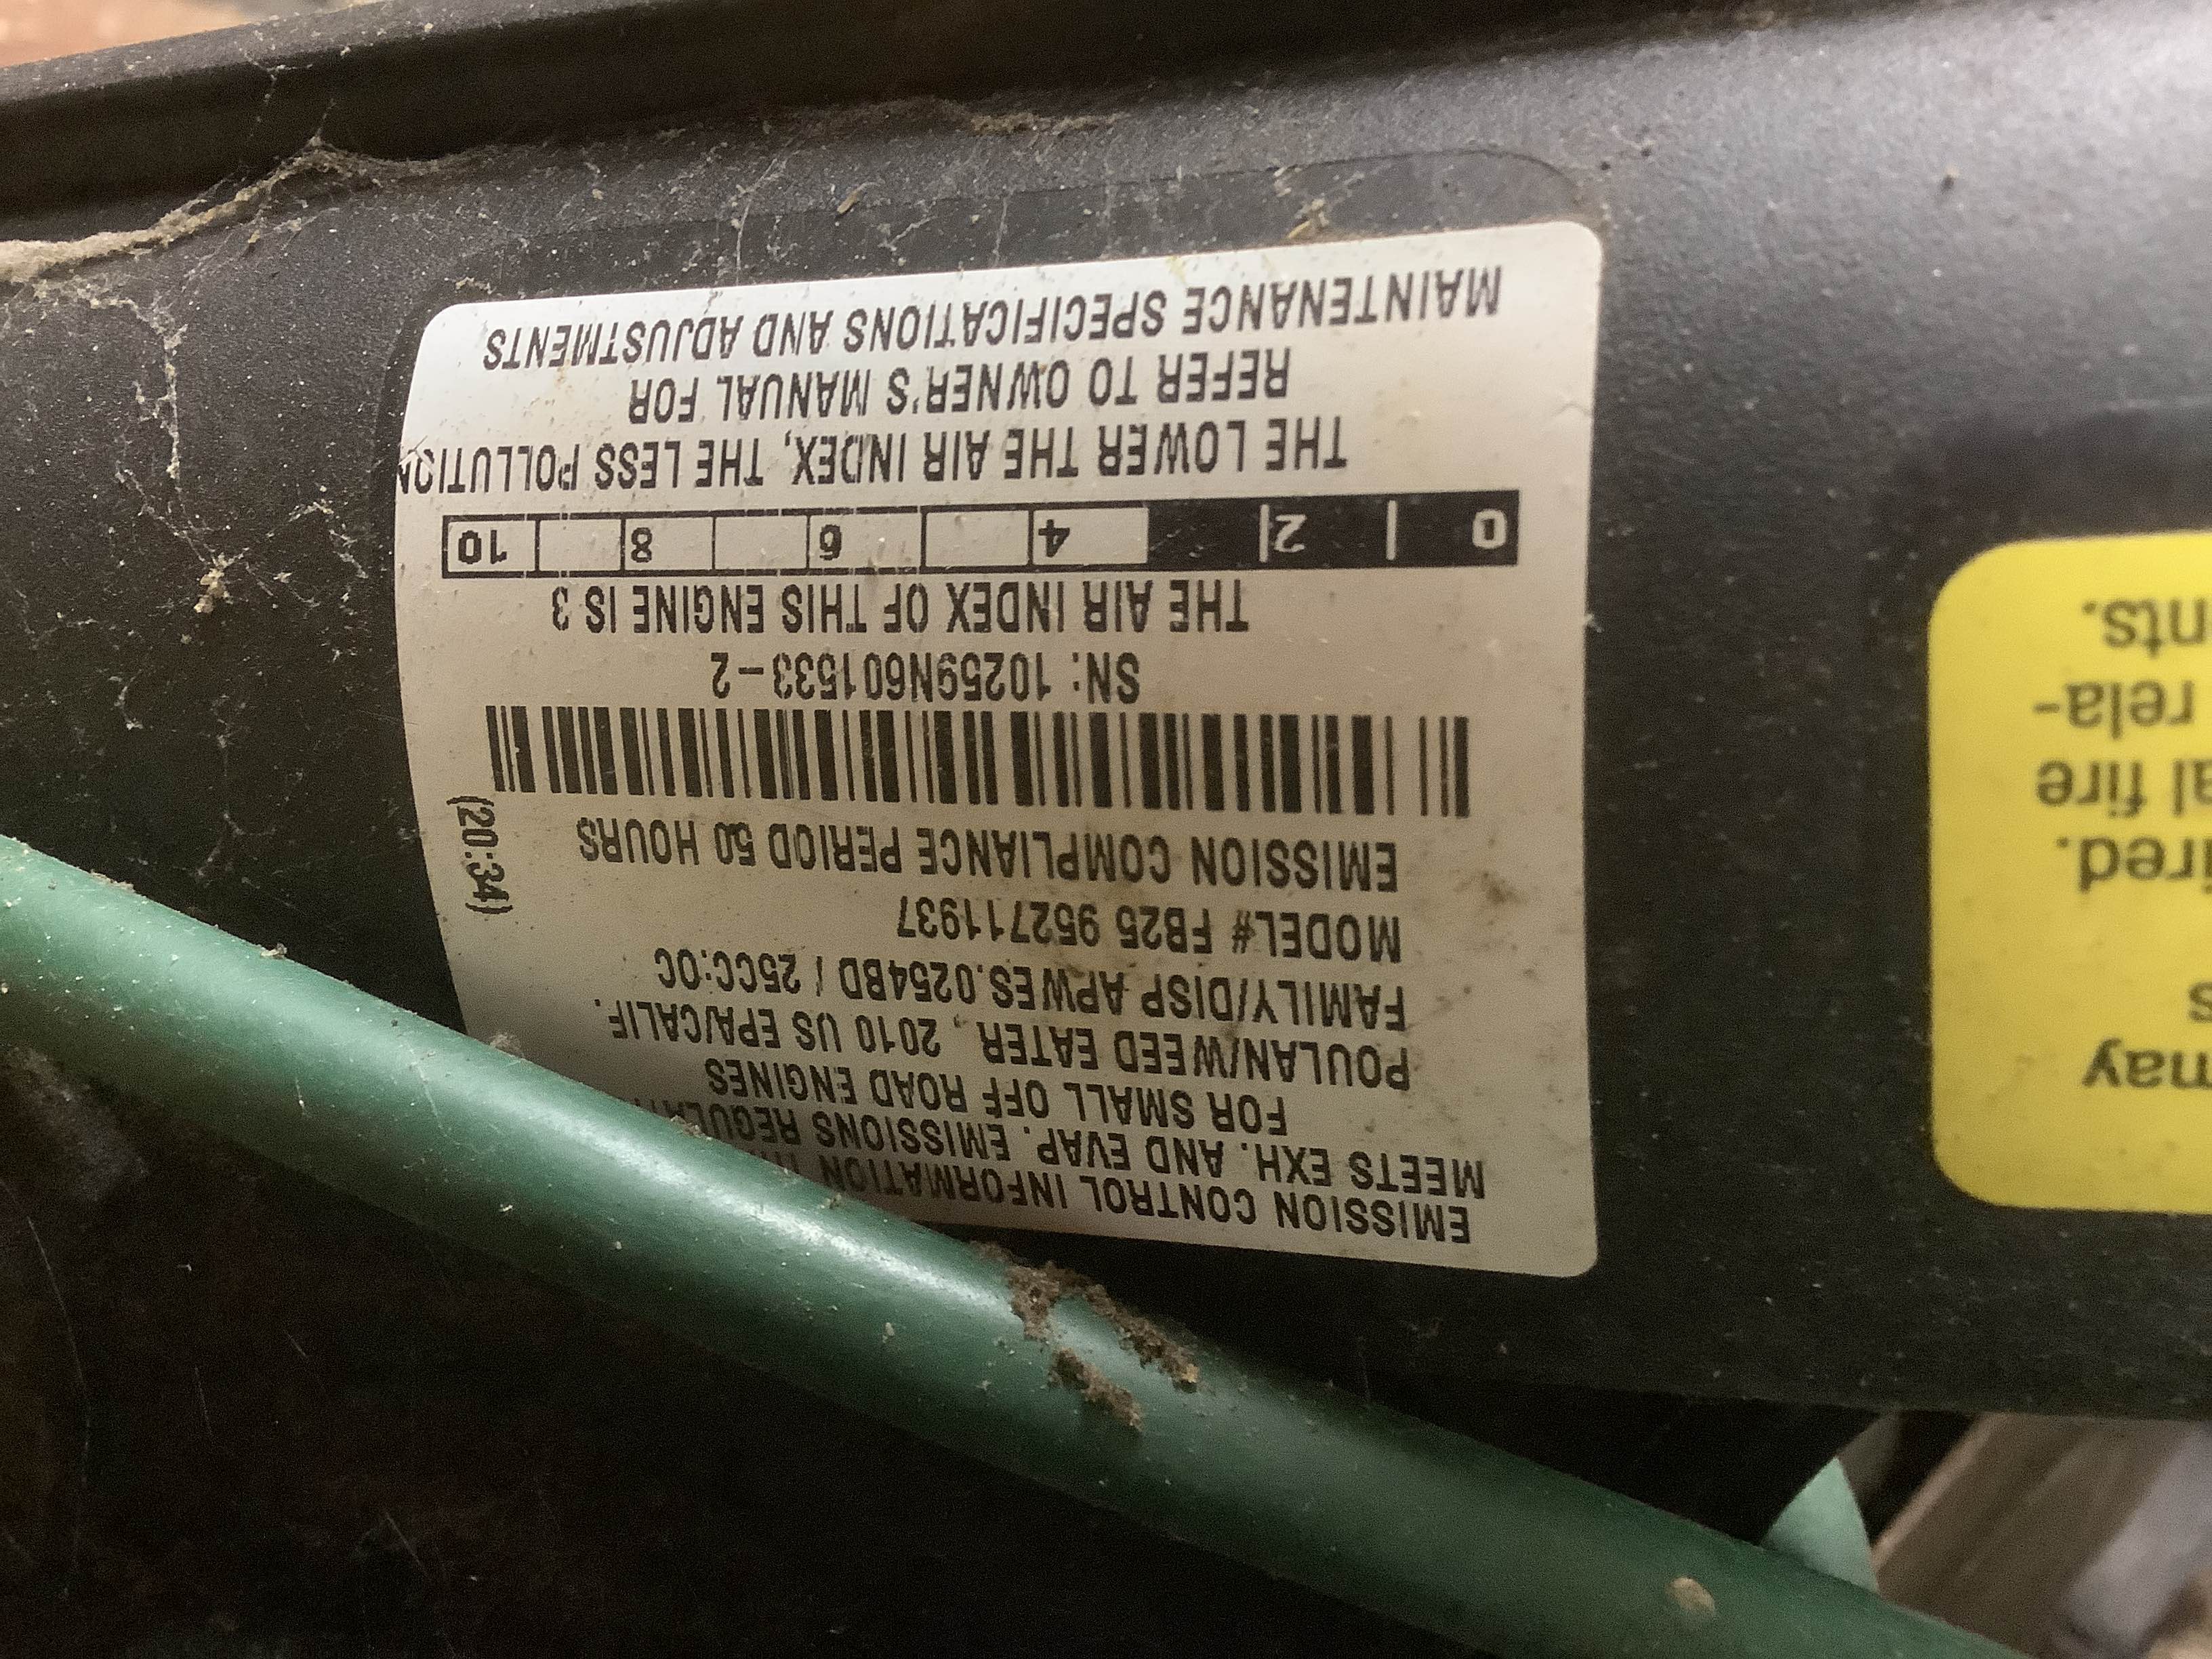 EMISSION CONTROL INFORMATION
MEETS EXH. AND EVAP. EMISSIONS
FOR SMALL OFF ROAD ENGINES
POULAN/WEED EATER, 2010 US EPA/CALIF.
FAMILY/DISP APWES.0254BD / 25CC:OC
MODEL# FB25 952711937
EMISSION COMPLIANCE PERIOD 50 HOURS
(20:34)
SN: 10259N601533-2
THE AIR INDEX OF THIS ENGINE IS 3
0 2 4 6 8 10
THE LOWER THE AIR INDEX, THE LESS POLLUTION
REFER TO OWNER'S MANUAL FOR
MAINTENANCE SPECIFICATIONS AND ADJUSTMENTS
may
s
ired.
al fire
rela-
nts.